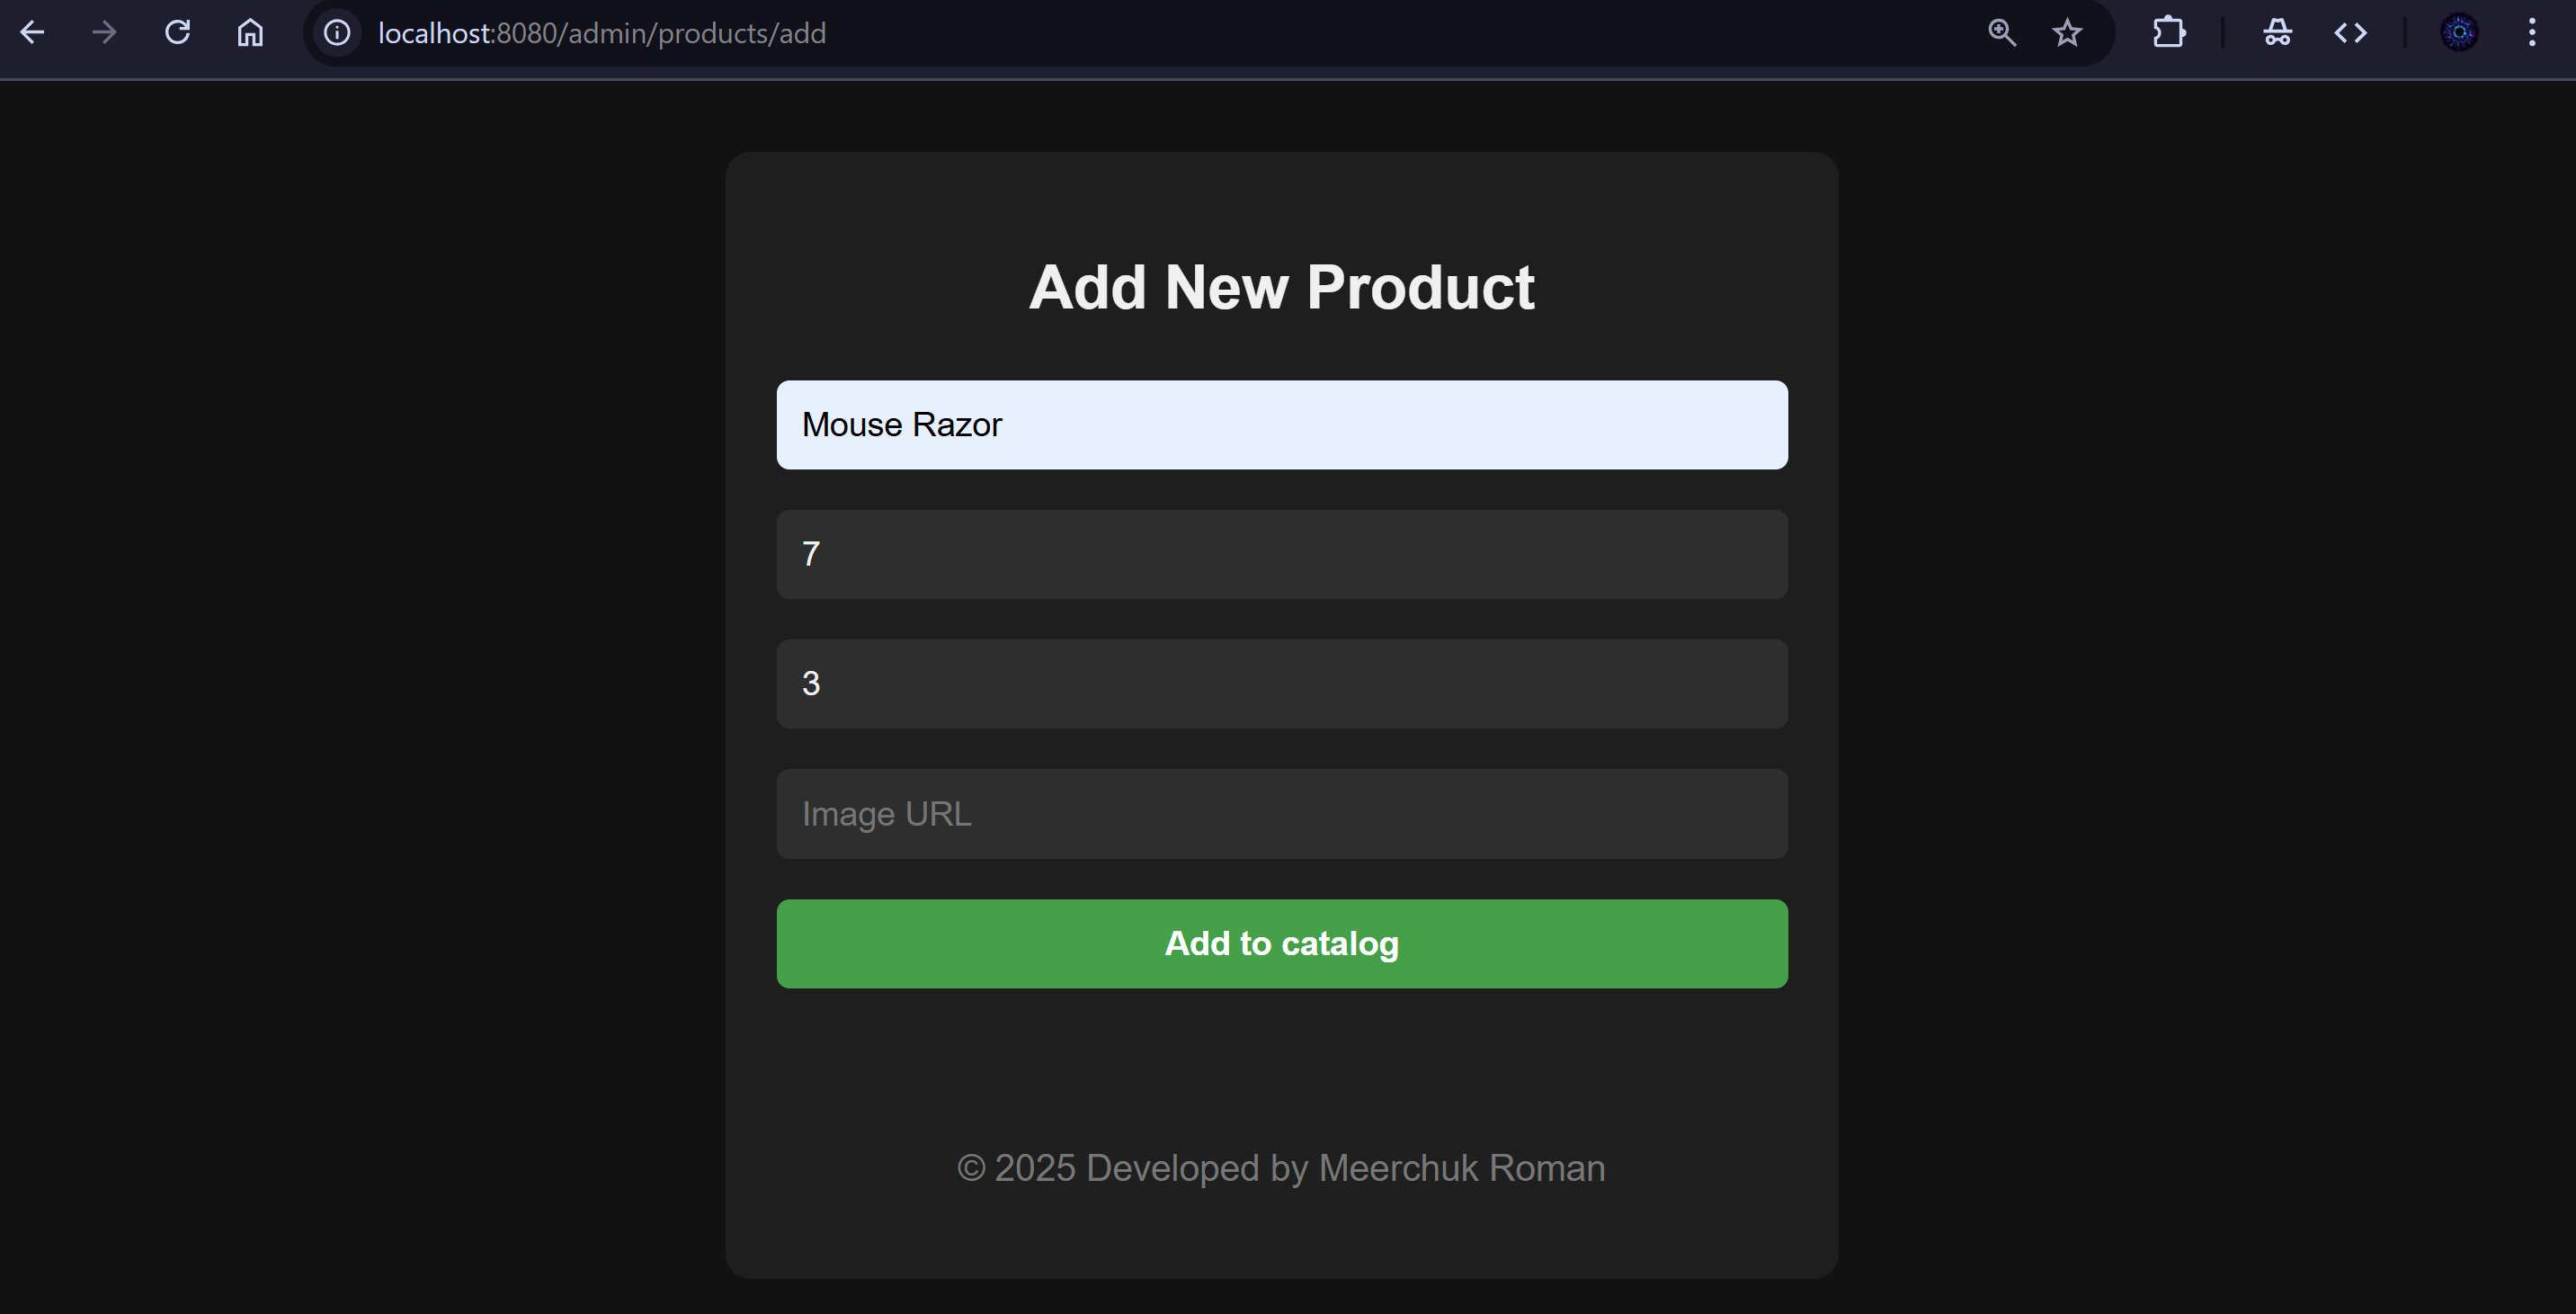 localhost:8080/admin/products/add
Add New Product
Mouse Razor
7
3
Image URL
Add to catalog
© 2025 Developed by Meerchuk Roman